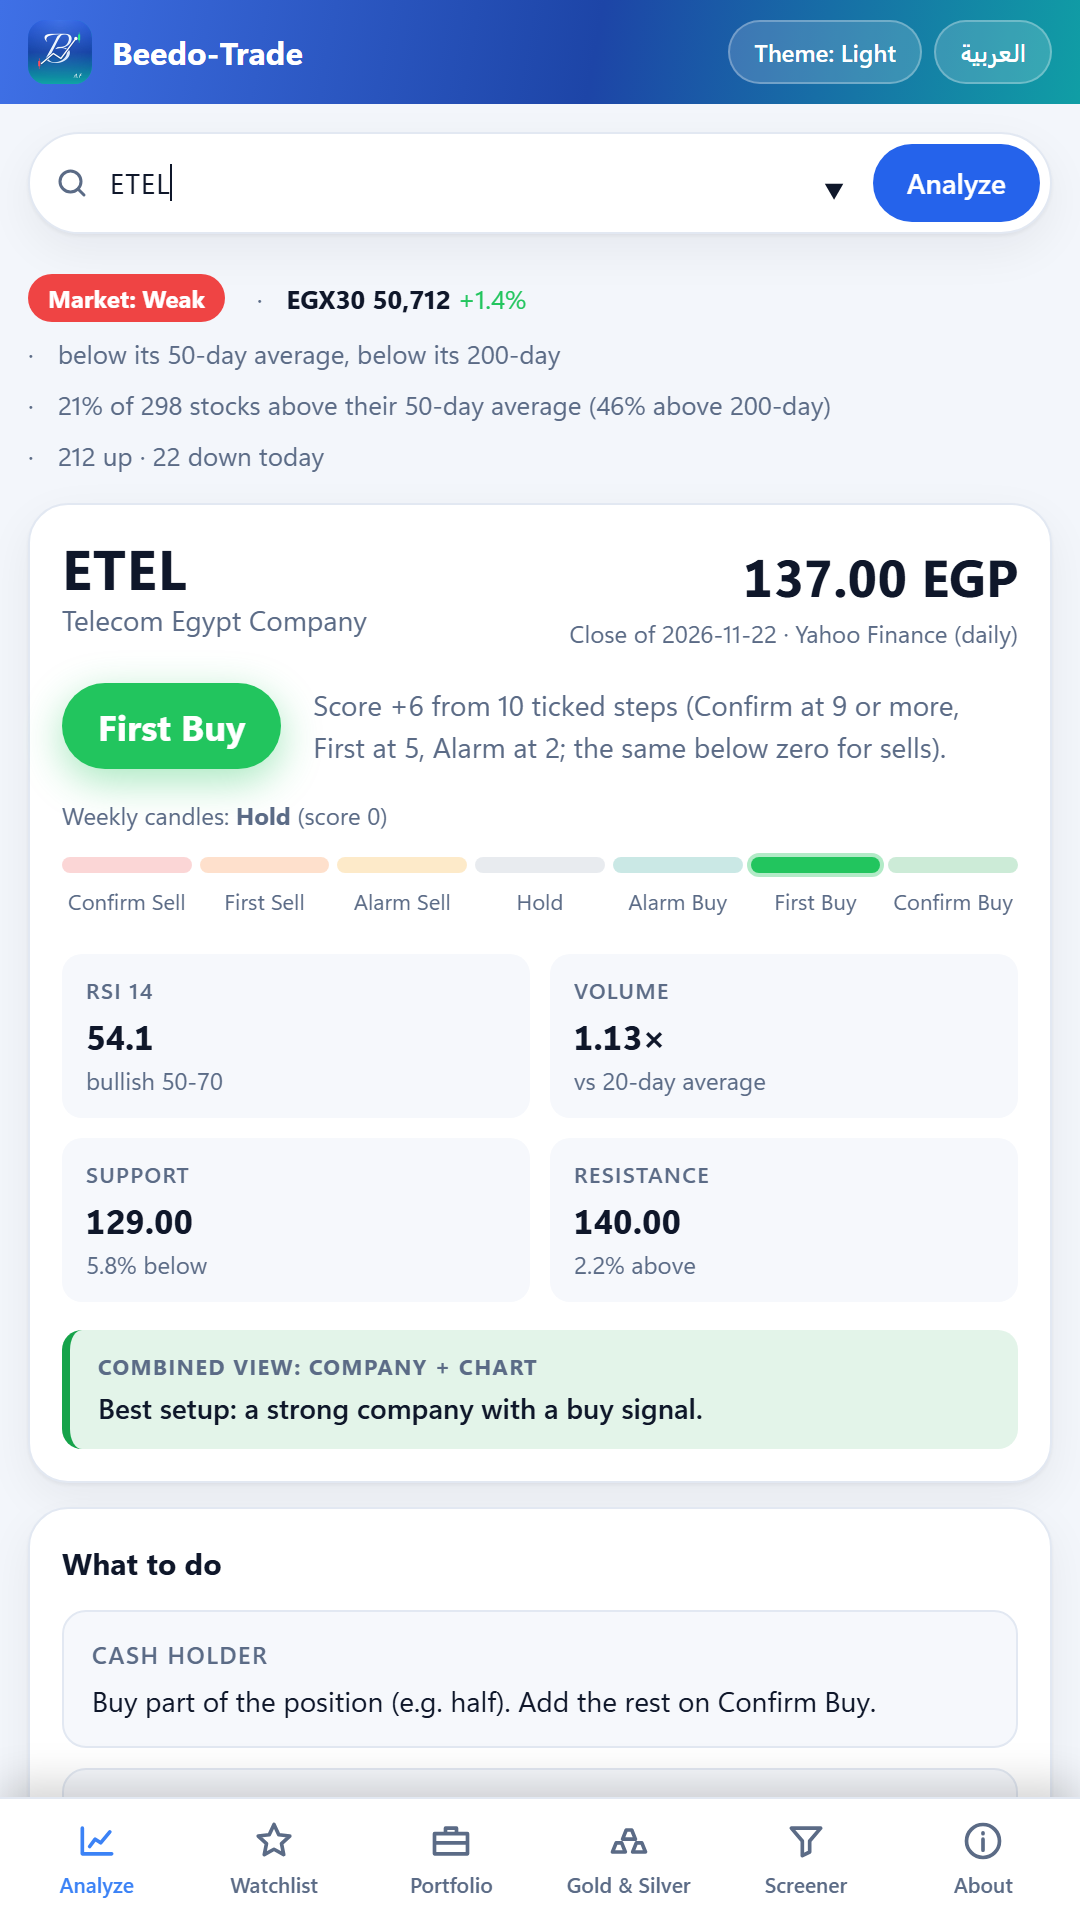 Beedo-Trade
Theme: Light
العربية
ETEL
Analyze
Market: Weak · EGX30 50,712 +1.4%
· below its 50-day average, below its 200-day
· 21% of 298 stocks above their 50-day average (46% above 200-day)
· 212 up · 22 down today
ETEL
137.00 EGP
Telecom Egypt Company
Close of 2026-11-22 · Yahoo Finance (daily)
First Buy
Score +6 from 10 ticked steps (Confirm at 9 or more,
First at 5, Alarm at 2; the same below zero for sells).
Weekly candles: Hold (score 0)
Confirm Sell First Sell Alarm Sell Hold Alarm Buy First Buy Confirm Buy
RSI 14
54.1
bullish 50-70
VOLUME
1.13×
vs 20-day average
SUPPORT
129.00
5.8% below
RESISTANCE
140.00
2.2% above
COMBINED VIEW: COMPANY + CHART
Best setup: a strong company with a buy signal.
What to do
CASH HOLDER
Buy part of the position (e.g. half). Add the rest on Confirm Buy.
Analyze Watchlist Portfolio Gold & Silver Screener About